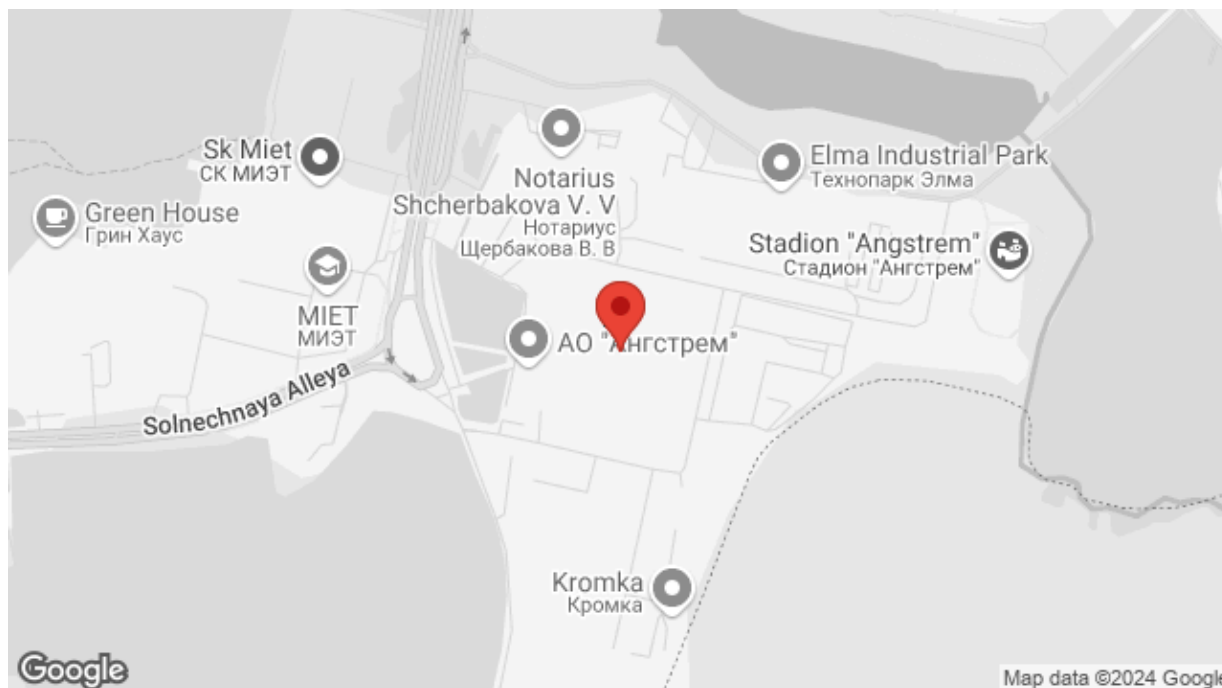 Sk Miet
СК МИЭТ
Green House
Грин Хаус
Notarius
Shcherbakova V. V
Нотариус
Щербакова В. В
Elma Industrial Park
Технопарк Элма
Stadion "Angstrem"
Стадион "Ангстрем"
MIET
МИЭТ
АО "Ангстрем"
Solnechnaya Alleya
Kromka
Кромка
Google
Map data ©2024 Google